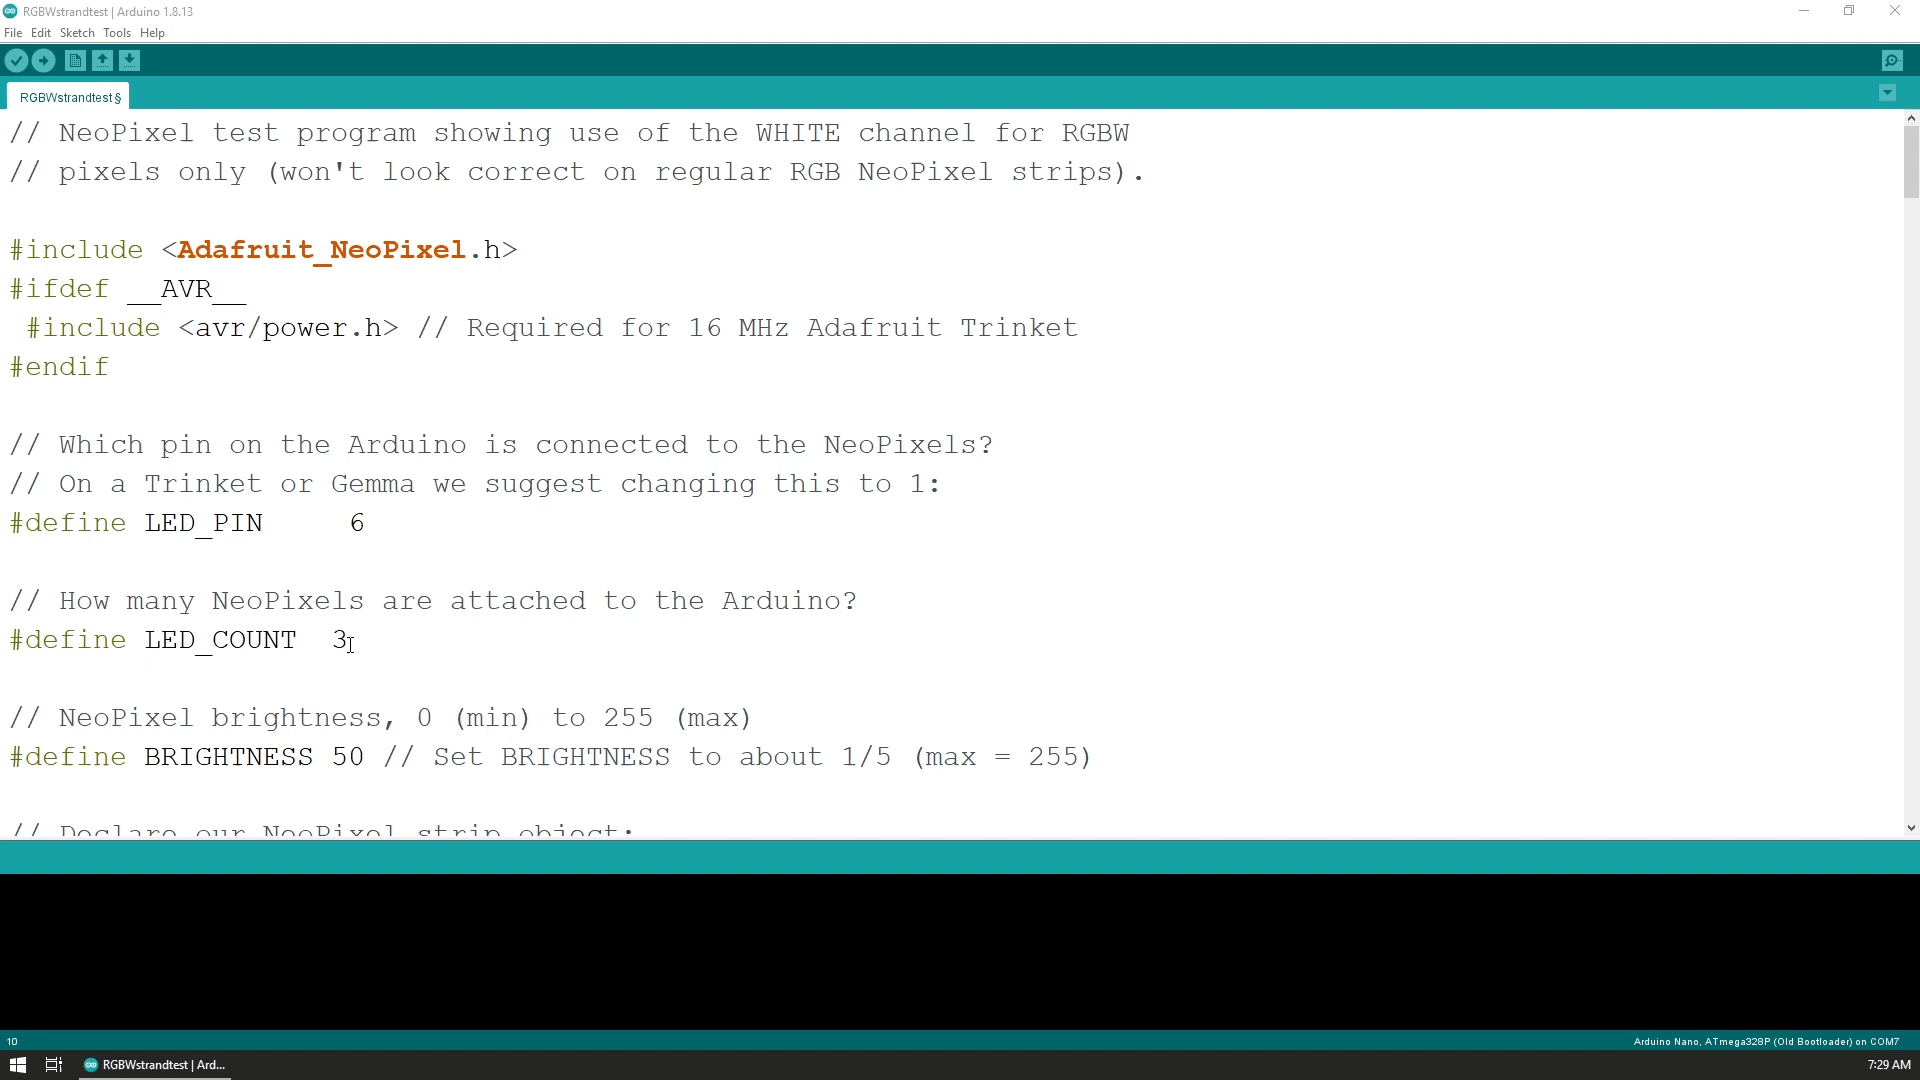 RGBWstrandtest | Arduino 1.8.13
File Edit Sketch Tools Help
RGBWstrandtest §
// NeoPixel test program showing use of the WHITE channel for RGBW
// pixels only (won't look correct on regular RGB NeoPixel strips).
#include <Adafruit_NeoPixel.h>
#ifdef __AVR__
#include <avr/power.h> // Required for 16 MHz Adafruit Trinket
#endif
// Which pin on the Arduino is connected to the NeoPixels?
// On a Trinket or Gemma we suggest changing this to 1:
#define LED_PIN 6
// How many NeoPixels are attached to the Arduino?
#define LED_COUNT 3
// NeoPixel brightness, 0 (min) to 255 (max)
#define BRIGHTNESS 50 // Set BRIGHTNESS to about 1/5 (max = 255)
// Declare our NeoPixel strip object:
10
Arduino Nano, ATmega328P (Old Bootloader) on COM7
RGBWstrandtest | Ard...
7:29 AM